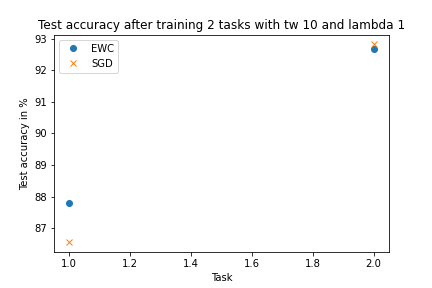 Test accuracy after training 2 tasks with tw 10 and lambda 1
93
EWC
SGD
92
91
90
89
88
87
Test accuracy in %
1.0 1.2 1.4 1.6 1.8 2.0
Task